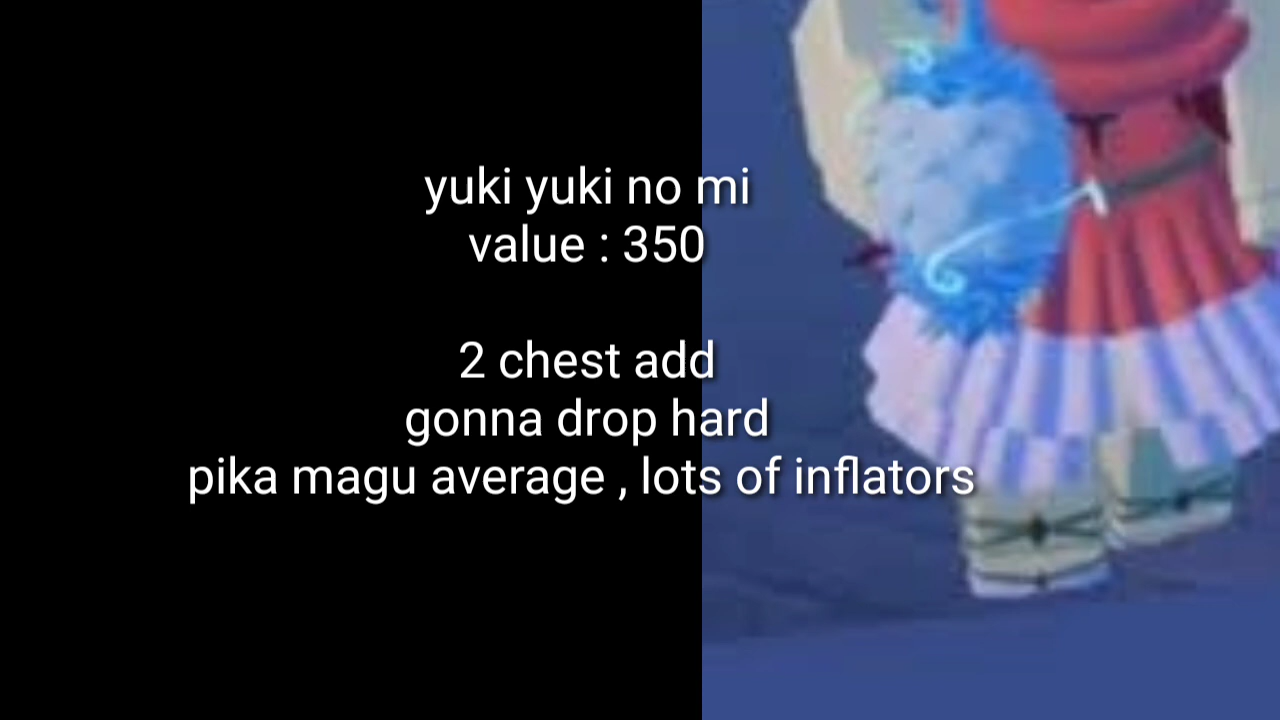 yuki yuki no mi
value : 350
2 chest add
gonna drop hard
pika magu average , lots of inflators